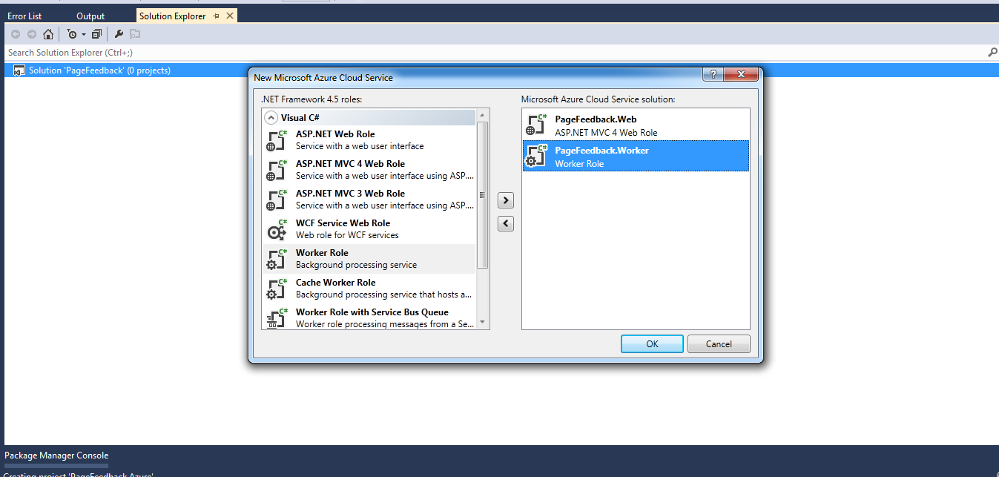 Error List
Output
Solution Explorer
Search Solution Explorer (Ctrl+;)
Solution 'PageFeedback' (0 projects)
New Microsoft Azure Cloud Service
?
.NET Framework 4.5 roles:
Visual C#
C#
ASP.NET Web Role
Service with a web user interface
C#
ASP.NET MVC 4 Web Role
Service with a web user interface using ASP....
C#
ASP.NET MVC 3 Web Role
Service with a web user interface using ASP....
C#
WCF Service Web Role
Web role for WCF services
C#
Worker Role
Background processing service
C#
Cache Worker Role
Background processing service that hosts a...
C#
Worker Role with Service Bus Queue
Worker role processing messages from a Se...
>
<
Microsoft Azure Cloud Service solution:
C#
PageFeedback.Web
ASP.NET MVC 4 Web Role
C#
PageFeedback.Worker
Worker Role
OK
Cancel
Package Manager Console
Creating project 'PageFeedback.Azure'